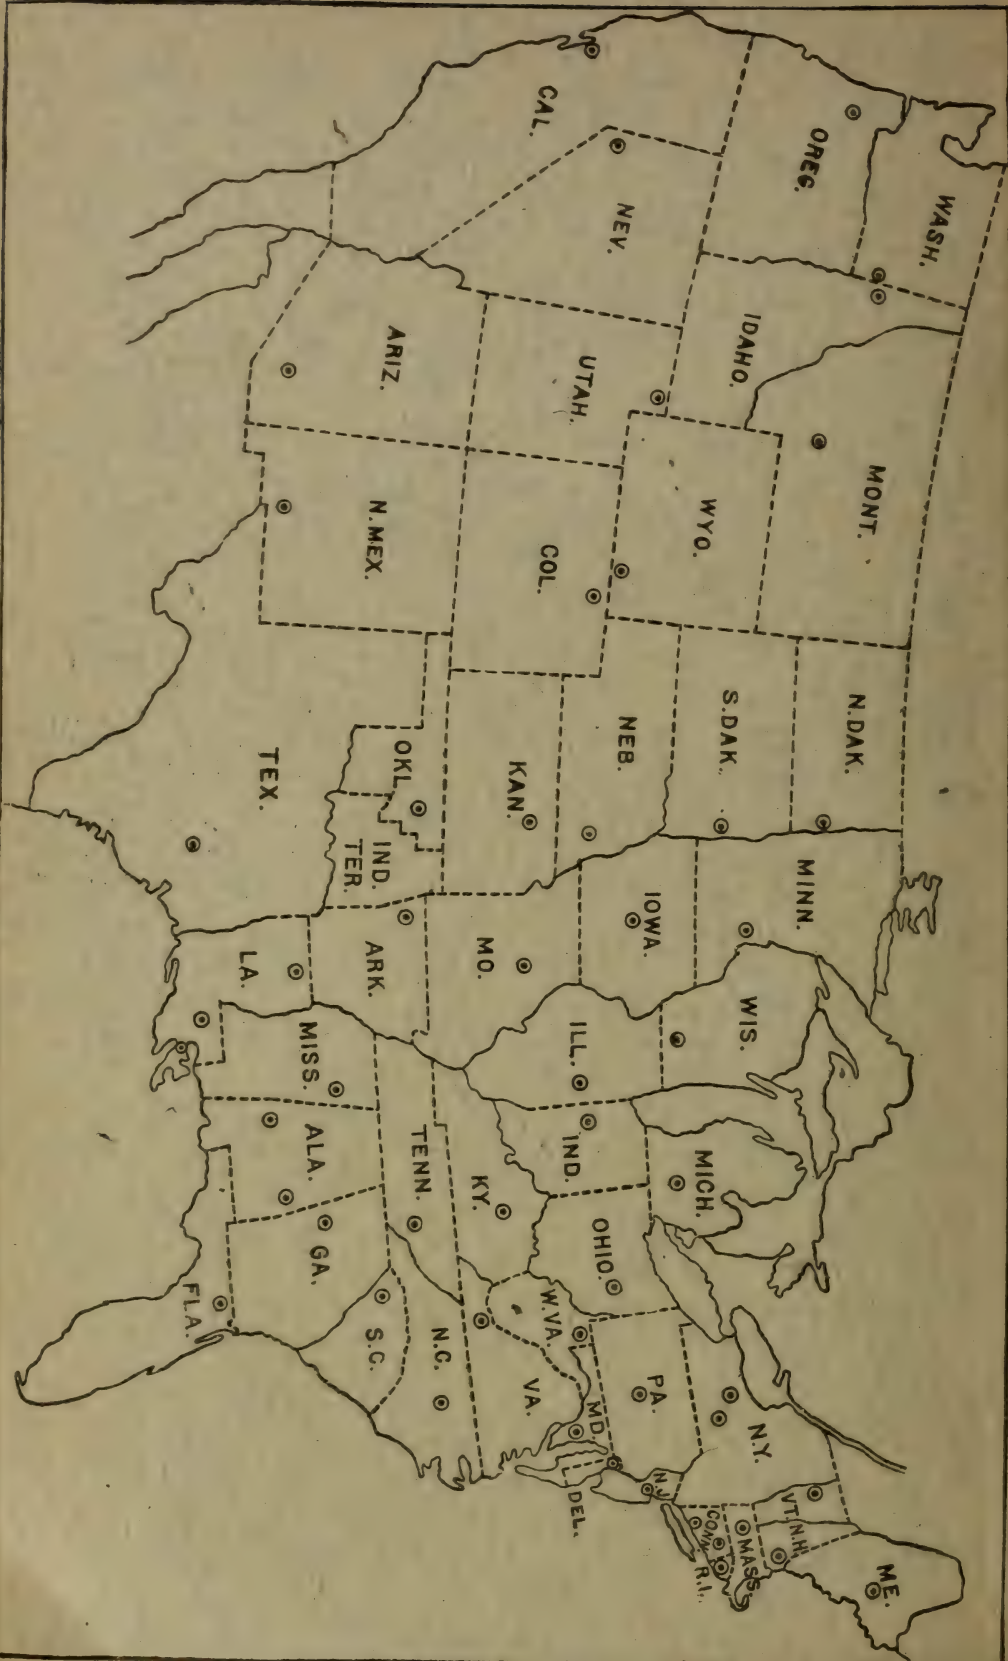 WASH.
OREG.
CAL.
NEV.
IDAHO.
MONT.
WYO.
UTAH.
COL.
ARIZ.
N. MEX.
N. DAK.
S. DAK.
NEB.
KAN.
OKL.
IND.
TER.
TEX.
MINN.
IOWA.
MO.
ARK.
LA.
WIS.
ILL.
MICH.
IND.
OHIO.
KY.
TENN.
MISS.
ALA.
GA.
FLA.
S.C.
N.C.
VA.
W.VA.
MD.
DEL.
PA.
N.J.
N.Y.
CONN.
R.I.
MASS.
VT.
N.H.
ME.